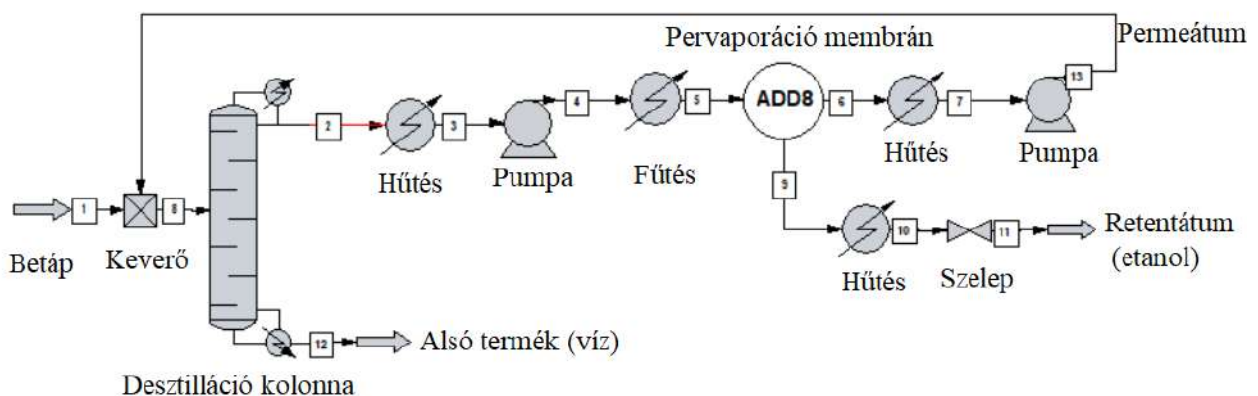 Pervaporáció membrán
Permeátum
13
ADD8
2
3
4
5
6
7
Hűtés
Pumpa
Fűtés
Hűtés
Pumpa
9
1
8
Betáp
Keverő
10
11
Retentátum
(etanol)
Hűtés
Szelep
12
Alsó termék (víz)
Desztilláció kolonna